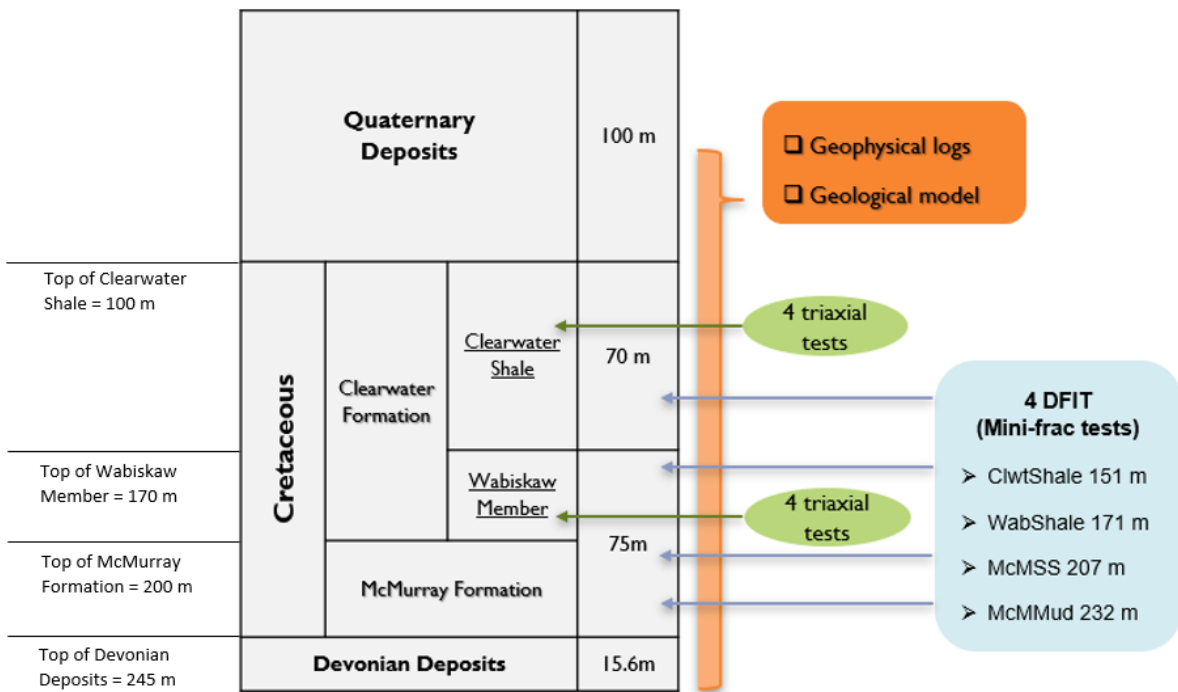 Quaternary
Deposits
100 m
❑ Geophysical logs
❑ Geological model
Top of Clearwater
Shale = 100 m
Cretaceous
Clearwater
Formation
Clearwater
Shale
70 m
4 triaxial
tests
4 DFIT
(Mini-frac tests)
➢ ClwtShale 151 m
➢ WabShale 171 m
➢ McMSS 207 m
➢ McMMud 232 m
Top of Wabiskaw
Member = 170 m
Wabiskaw
Member
75m
4 triaxial
tests
Top of McMurray
Formation = 200 m
McMurray Formation
Top of Devonian
Deposits = 245 m
Devonian Deposits
15.6m